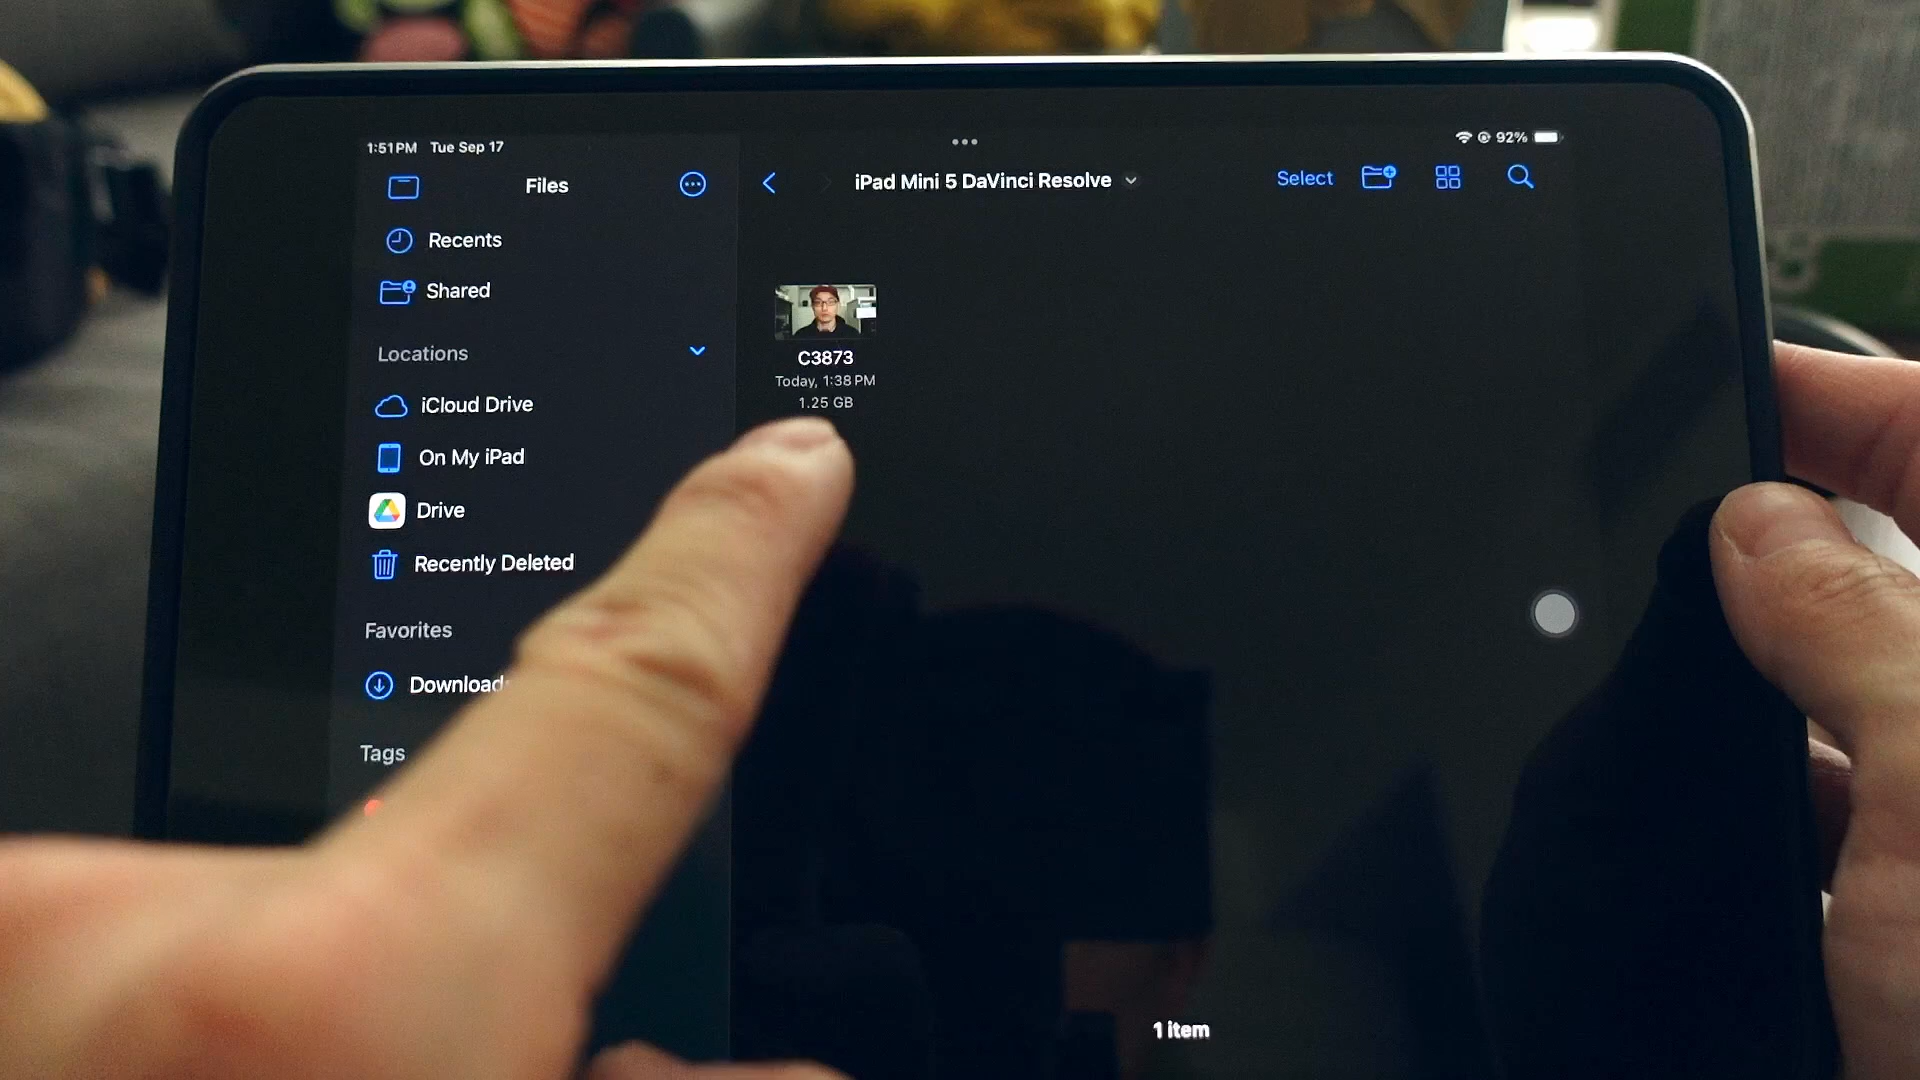 1:51 PM Tue Sep 17
92%
Files
iPad Mini 5 DaVinci Resolve
Select
Recents
Shared
Locations
iCloud Drive
On My iPad
Drive
Recently Deleted
Favorites
Tags
C3873
Today, 1:38 PM
1.25 GB
1 item